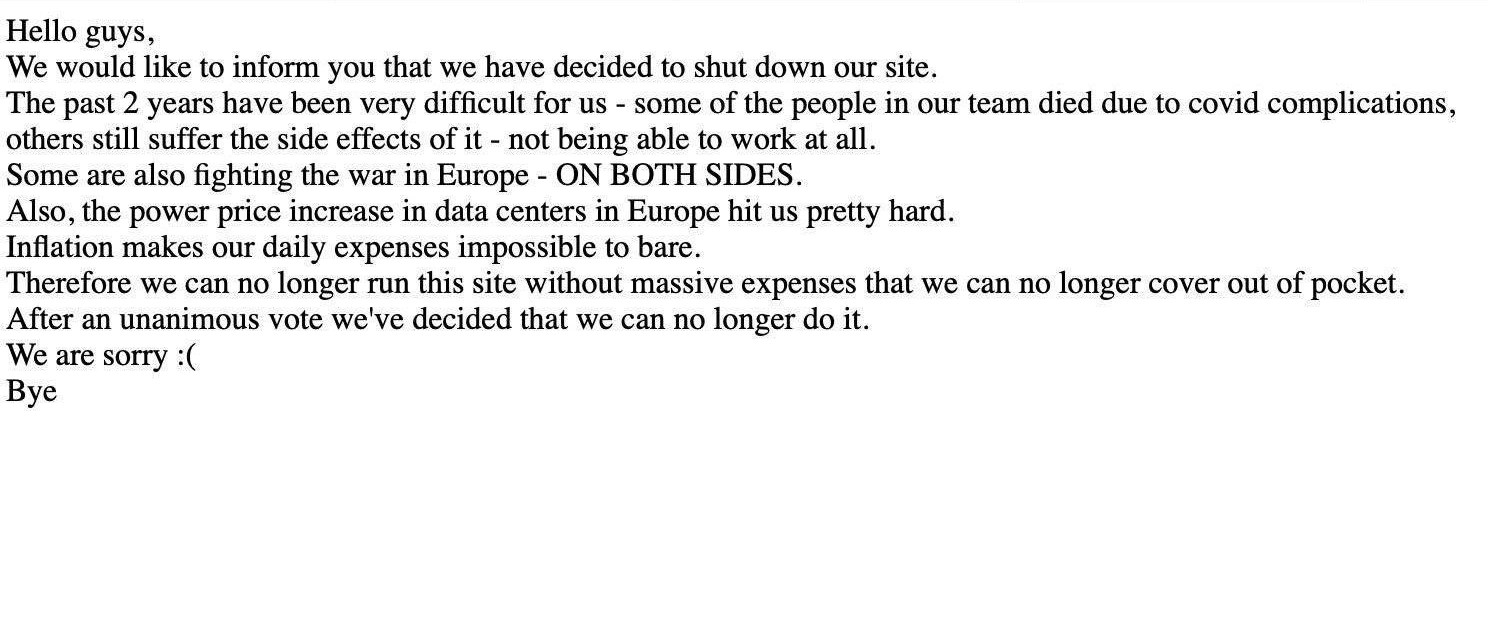 Hello guys,
We would like to inform you that we have decided to shut down our site.
The past 2 years have been very difficult for us - some of the people in our team died due to covid complications,
others still suffer the side effects of it - not being able to work at all.
Some are also fighting the war in Europe - ON BOTH SIDES.
Also, the power price increase in data centers in Europe hit us pretty hard.
Inflation makes our daily expenses impossible to bare.
Therefore we can no longer run this site without massive expenses that we can no longer cover out of pocket.
After an unanimous vote we've decided that we can no longer do it.
We are sorry :(
Bye